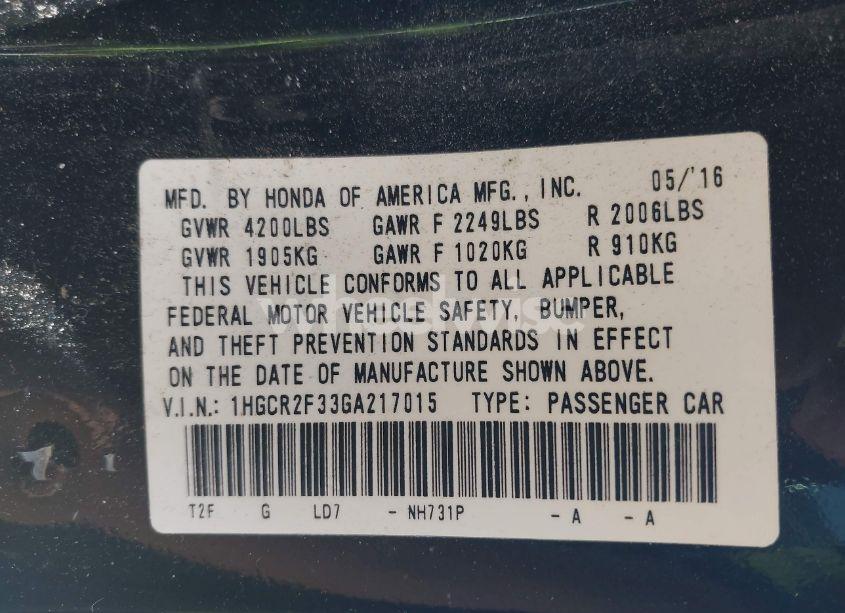 MFD. BY HONDA OF AMERICA MFG., INC. 05/'16
GVWR 4200LBS GAWR F 2249LBS R 2006LBS
GVWR 1905KG GAWR F 1020KG R 910KG
THIS VEHICLE CONFORMS TO ALL APPLICABLE
FEDERAL MOTOR VEHICLE SAFETY, BUMPER,
AND THEFT PREVENTION STANDARDS IN EFFECT
ON THE DATE OF MANUFACTURE SHOWN ABOVE.
V.I.N.: 1HGCR2F33GA217015 TYPE: PASSENGER CAR
T2F G LD7 - NH731P - A - A